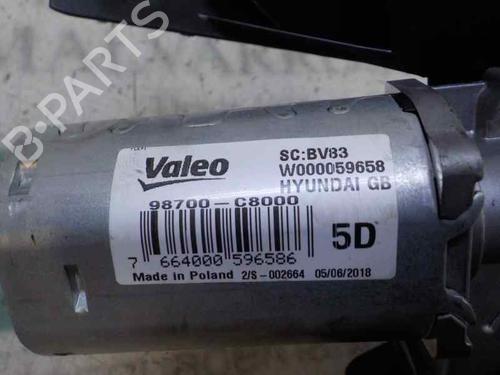 Valeo
SC:BV83
W000059658
HYUNDAI GB
98700-C8000
5D
7 664000 596586
Made in Poland 2/S-002664 05/06/2018
B-PARTS